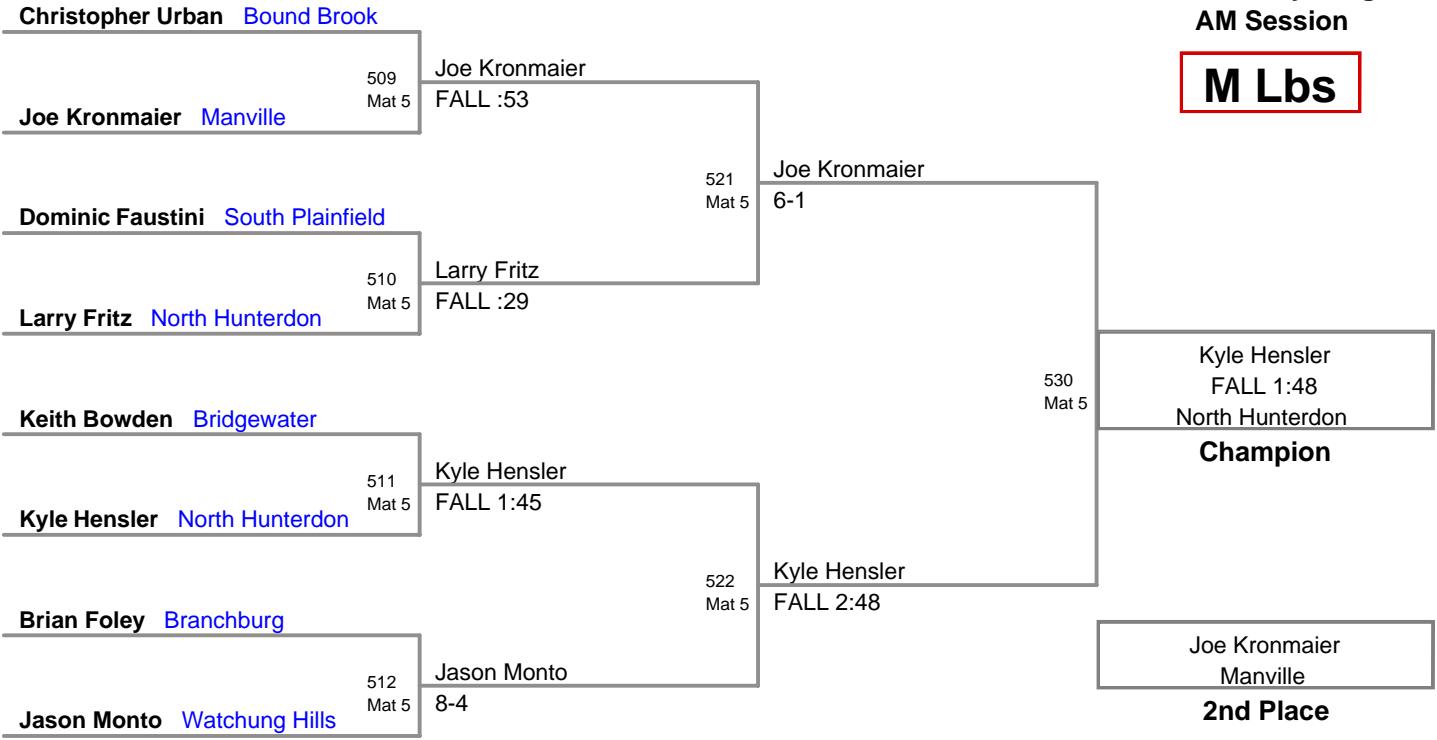 Christopher Urban Bound Brook
AM Session
M Lbs
509
Mat 5
Joe Kronmaier
FALL :53
Joe Kronmaier Manville
521
Mat 5
Joe Kronmaier
6-1
Dominic Faustini South Plainfield
510
Mat 5
Larry Fritz
FALL :29
Larry Fritz North Hunterdon
530
Mat 5
Kyle Hensler
FALL 1:48
North Hunterdon
Champion
Keith Bowden Bridgewater
511
Mat 5
Kyle Hensler
FALL 1:45
Kyle Hensler North Hunterdon
522
Mat 5
Kyle Hensler
FALL 2:48
Brian Foley Branchburg
512
Mat 5
Jason Monto
8-4
Jason Monto Watchung Hills
Joe Kronmaier
Manville
2nd Place